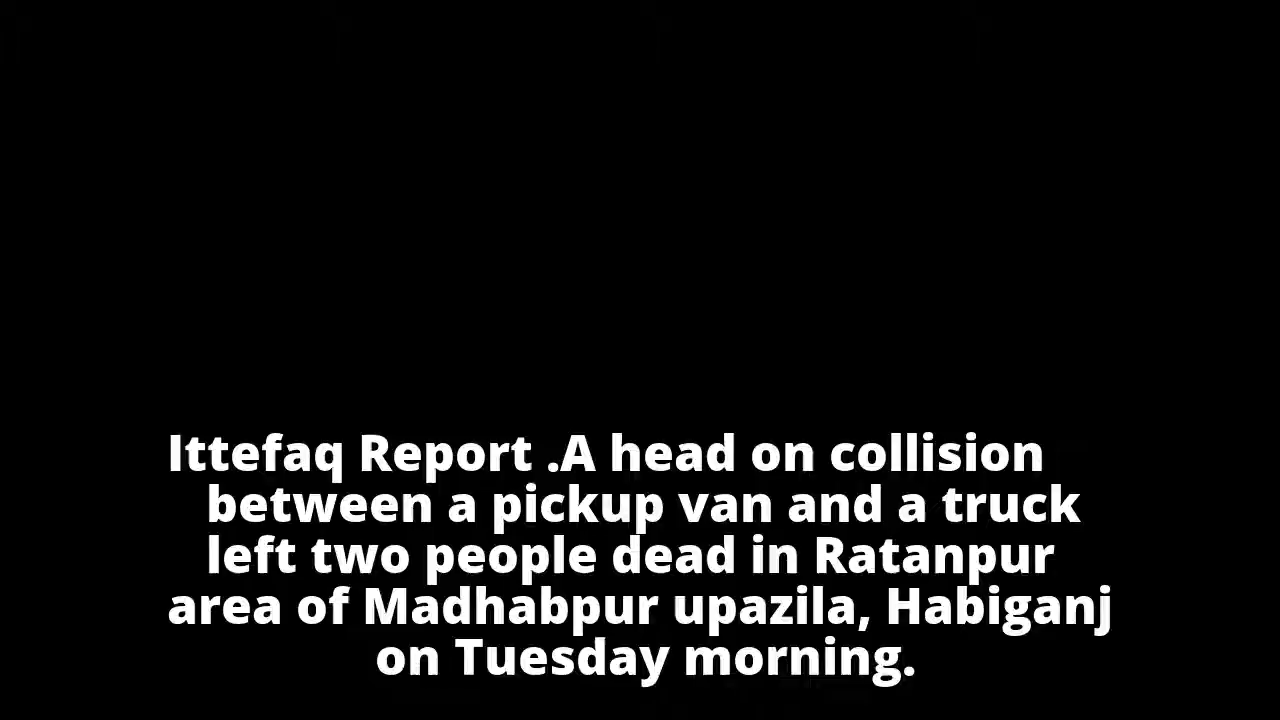 Ittefaq Report .A head on collision
between a pickup van and a truck
left two people dead in Ratanpur
area of Madhabpur upazila, Habiganj
on Tuesday morning.